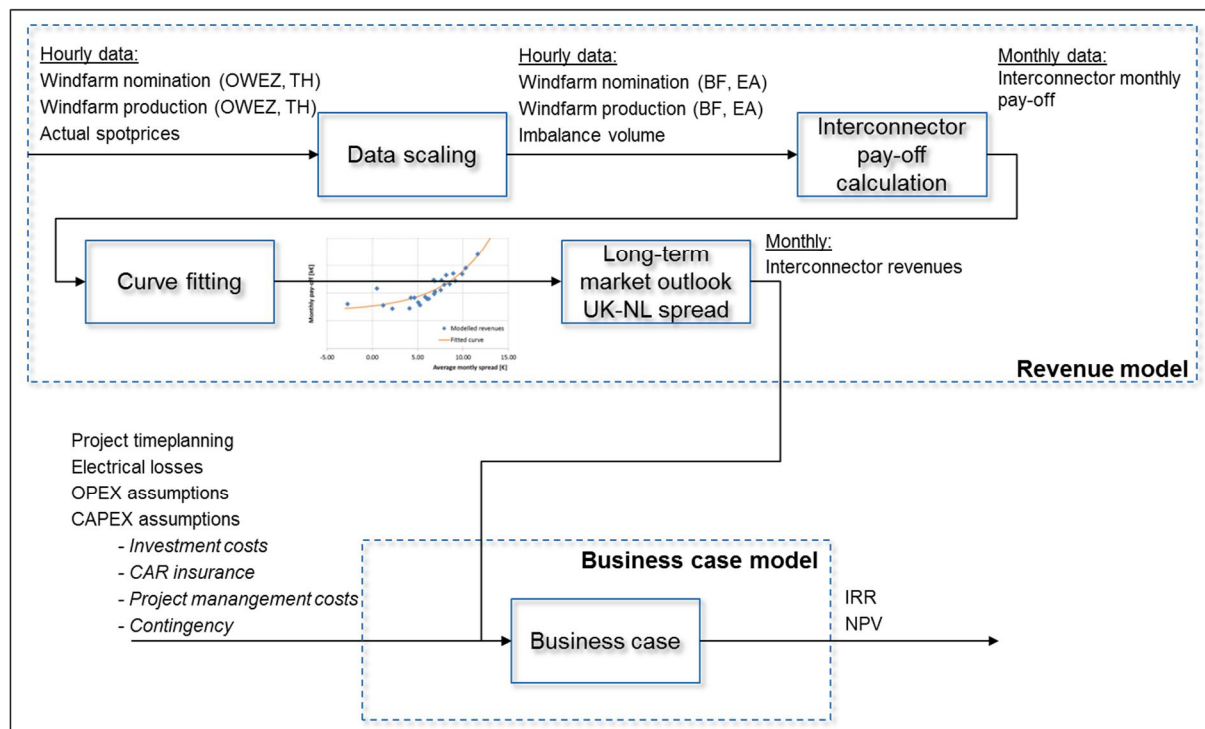 Hourly data:
Windfarm nomination (OWEZ, TH)
Windfarm production (OWEZ, TH)
Actual spotprices
Data scaling
Hourly data:
Windfarm nomination (BF, EA)
Windfarm production (BF, EA)
Imbalance volume
Interconnector
pay-off
calculation
Monthly data:
Interconnector monthly
pay-off
Curve fitting
Monthly pay-off [k€]
Modelled revenues
Fitted curve
-5.00 0.00 5.00 10.00 15.00
Average montly spread [€]
Long-term
market outlook
UK-NL spread
Monthly:
Interconnector revenues
Revenue model
Project timeplanning
Electrical losses
OPEX assumptions
CAPEX assumptions
- Investment costs
- CAR insurance
- Project manangement costs
- Contingency
Business case model
Business case
IRR
NPV